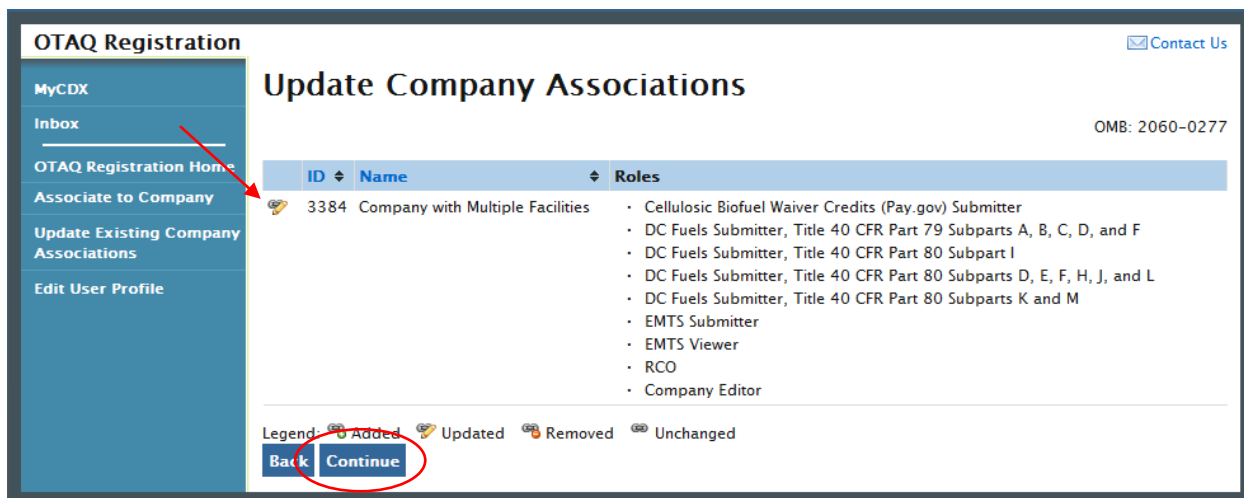 OTAQ Registration
Contact Us
MyCDX
Inbox
OTAQ Registration Home
Associate to Company
Update Existing Company
Associations
Edit User Profile
Update Company Associations
OMB: 2060-0277
ID Name Roles
3384 Company with Multiple Facilities
· Cellulosic Biofuel Waiver Credits (Pay.gov) Submitter
· DC Fuels Submitter, Title 40 CFR Part 79 Subparts A, B, C, D, and F
· DC Fuels Submitter, Title 40 CFR Part 80 Subpart I
· DC Fuels Submitter, Title 40 CFR Part 80 Subparts D, E, F, H, J, and L
· DC Fuels Submitter, Title 40 CFR Part 80 Subparts K and M
· EMTS Submitter
· EMTS Viewer
· RCO
· Company Editor
Legend: Added Updated Removed Unchanged
Back Continue